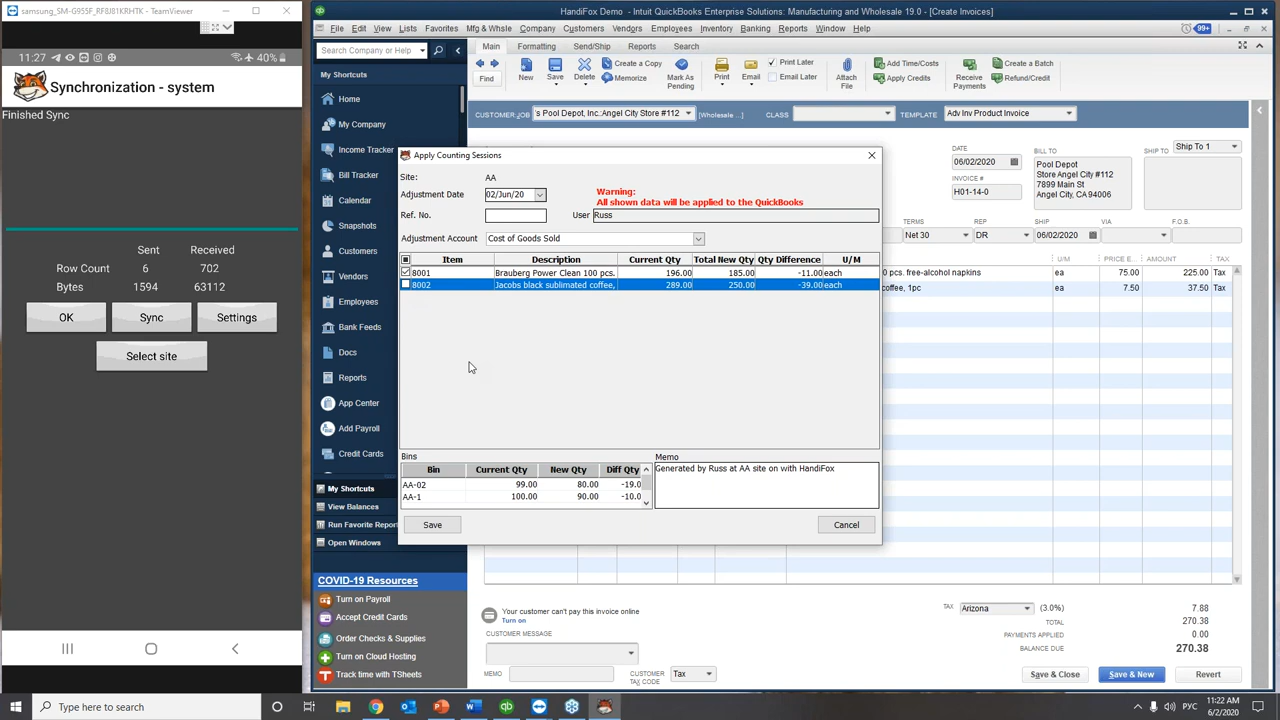 samsung_SM-G955F_RF8J81KRHTK - TeamViewer
11:27
40%
Synchronization - system
Finished Sync
Sent Received
Row Count 6 702
Bytes 1594 63112
OK Sync Settings
Select site
HandiFox Demo - Intuit QuickBooks Enterprise Solutions: Manufacturing and Wholesale 19.0 - [Create Invoices]
File Edit View Lists Favorites Mfg & Whsle Company Customers Vendors Employees Inventory Banking Reports Window Help
99+
Search Company or Help
My Shortcuts
Home
My Company
Income Tracker
Bill Tracker
Calendar
Snapshots
Customers
Vendors
Employees
Bank Feeds
Docs
Reports
App Center
Add Payroll
Credit Cards
My Shortcuts
View Balances
Run Favorite Repor
Open Windows
COVID-19 Resources
Turn on Payroll
Accept Credit Cards
Order Checks & Supplies
Turn on Cloud Hosting
Track time with TSheets
Main Formatting Send/Ship Reports Search
Find New Save Delete Create a Copy Memorize Mark As Pending Print Email Print Later Email Later Attach File Add Time/Costs Apply Credits Receive Payments Create a Batch Refund/Credit
CUSTOMER:JOB 's Pool Depot, Inc.:Angel City Store #112 [Wholesale ... CLASS TEMPLATE Adv Inv Product Invoice
DATE
06/02/2020
INVOICE #
H01-14-0
BILL TO
Pool Depot
Store Angel City #112
7899 Main St
Angel City, CA94006
SHIP TO Ship To 1
TERMS REP SHIP VIA F.O.B.
Net 30 DR 06/02/2020
U/M PRICE E... AMOUNT TAX
0 pcs. free-alcohol napkins ea 75.00 225.00 Tax
coffee, 1pc ea 7.50 37.50 Tax
Apply Counting Sessions
Site: AA
Adjustment Date 02/Jun/20
Warning:
All shown data will be applied to the QuickBooks
Ref. No. User Russ
Adjustment Account Cost of Goods Sold
Item Description Current Qty Total New Qty Qty Difference U/M
8001 Brauberg Power Clean 100 pcs. 196.00 185.00 -11.00 each
8002 Jacobs black sublimated coffee, 289.00 250.00 -39.00 each
Bins
Bin Current Qty New Qty Diff Qty
AA-02 99.00 80.00 -19.0
AA-1 100.00 90.00 -10.0
Memo
Generated by Russ at AA site on with HandiFox
Save Cancel
Your customer can't pay this invoice online
Turn on
CUSTOMER MESSAGE
MEMO
CUSTOMER TAX CODE Tax
TAX Arizona (3.0%) 7.88
TOTAL 270.38
PAYMENTS APPLIED 0.00
BALANCE DUE 270.38
Save & Close Save & New Revert
Type here to search
РУС
11:22 AM
6/2/2020